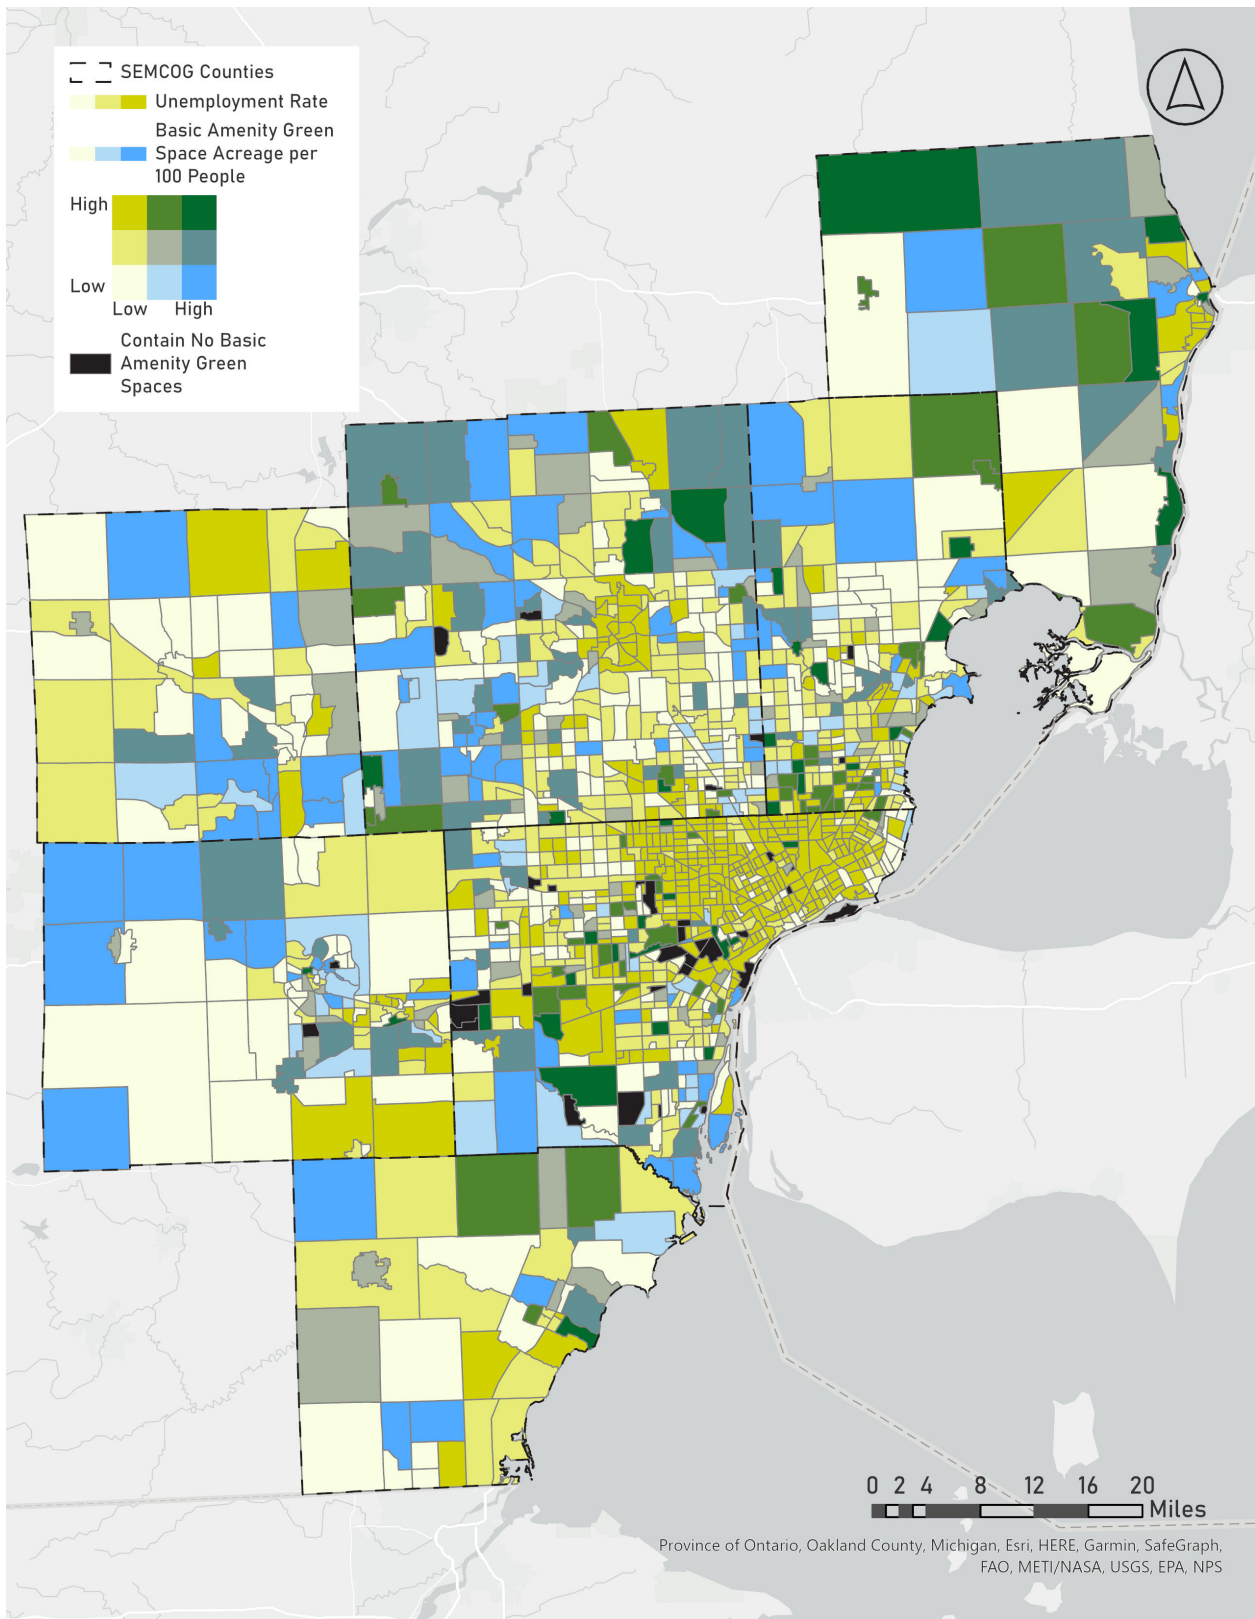 SEMCOG Counties
Unemployment Rate
Basic Amenity Green
Space Acreage per
100 People
High
Low
Low High
Contain No Basic
Amenity Green
Spaces
0 2 4 8 12 16 20
Miles
Province of Ontario, Oakland County, Michigan, Esri, HERE, Garmin, SafeGraph,
FAO, METI/NASA, USGS, EPA, NPS